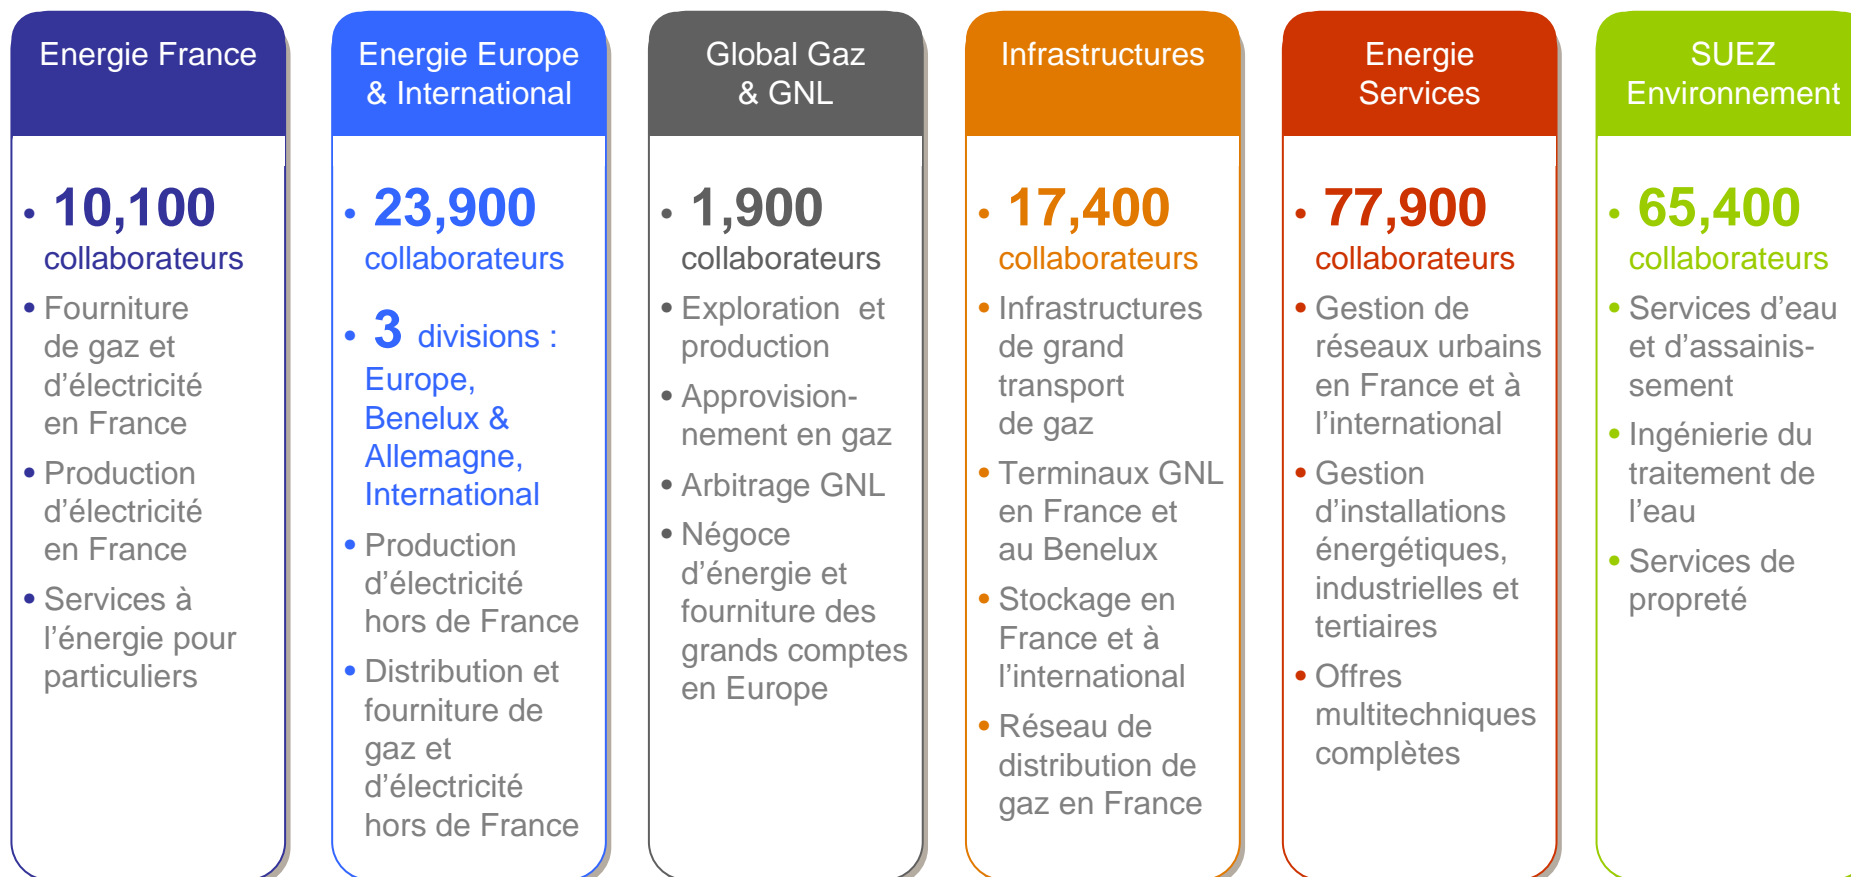 Energie France
• 10,100
collaborateurs
• Fourniture
de gaz et
d’électricité
en France
• Production
d’électricité
en France
• Services à
l’énergie pour
particuliers
Energie Europe
& International
• 23,900
collaborateurs
• 3 divisions :
Europe,
Benelux &
Allemagne,
International
• Production
d’électricité
hors de France
• Distribution et
fourniture de
gaz et
d’électricité
hors de France
Global Gaz
& GNL
• 1,900
collaborateurs
• Exploration et
production
• Approvision-
nement en gaz
• Arbitrage GNL
• Négoce
d’énergie et
fourniture des
grands comptes
en Europe
Infrastructures
• 17,400
collaborateurs
• Infrastructures
de grand
transport
de gaz
• Terminaux GNL
en France et
au Benelux
• Stockage en
France et à
l’international
• Réseau de
distribution de
gaz en France
Energie
Services
• 77,900
collaborateurs
• Gestion de
réseaux urbains
en France et à
l’international
• Gestion
d’installations
énergétiques,
industrielles et
tertiaires
• Offres
multitechniques
complètes
SUEZ
Environnement
• 65,400
collaborateurs
• Services d’eau
et d’assainis-
sement
• Ingénierie du
traitement de
l’eau
• Services de
propreté